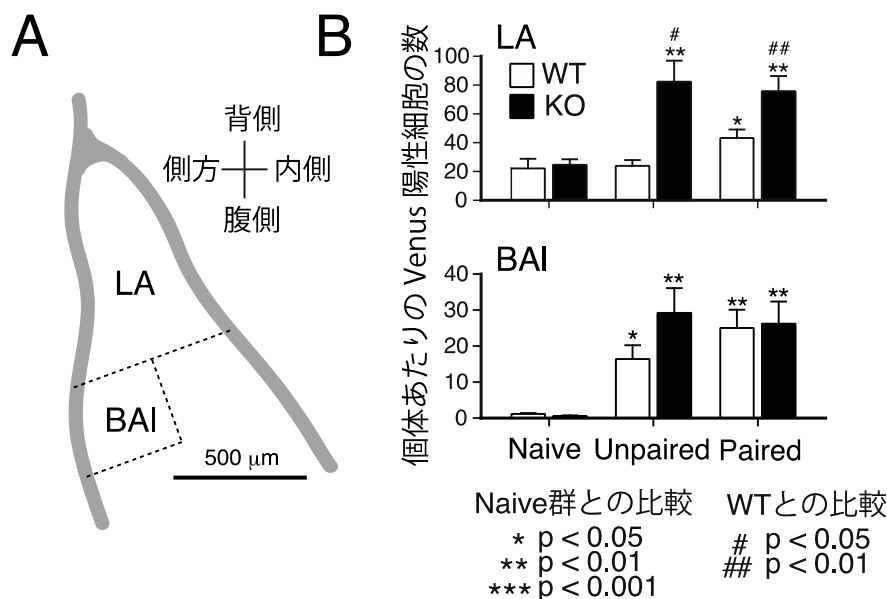 A
背側
側方
内側
腹側
LA
BAl
500 μm
B
個体あたりの Venus 陽性細胞の数
LA
WT
KO
100
80
60
40
20
0
*
**
#
**
##
BAl
40
30
20
10
0
*
**
**
**
Naive
Unpaired
Paired
Naive群との比較
* p < 0.05
** p < 0.01
*** p < 0.001
WTとの比較
# p < 0.05
## p < 0.01